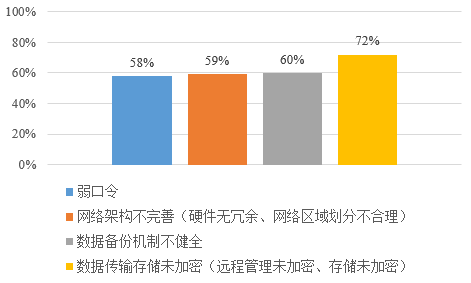 100%
80%
60%
40%
20%
0%
58%
59%
60%
72%
弱口令
网络架构不完善（硬件无冗余、网络区域划分不合理）
数据备份机制不健全
数据传输存储未加密（远程管理未加密、存储未加密）